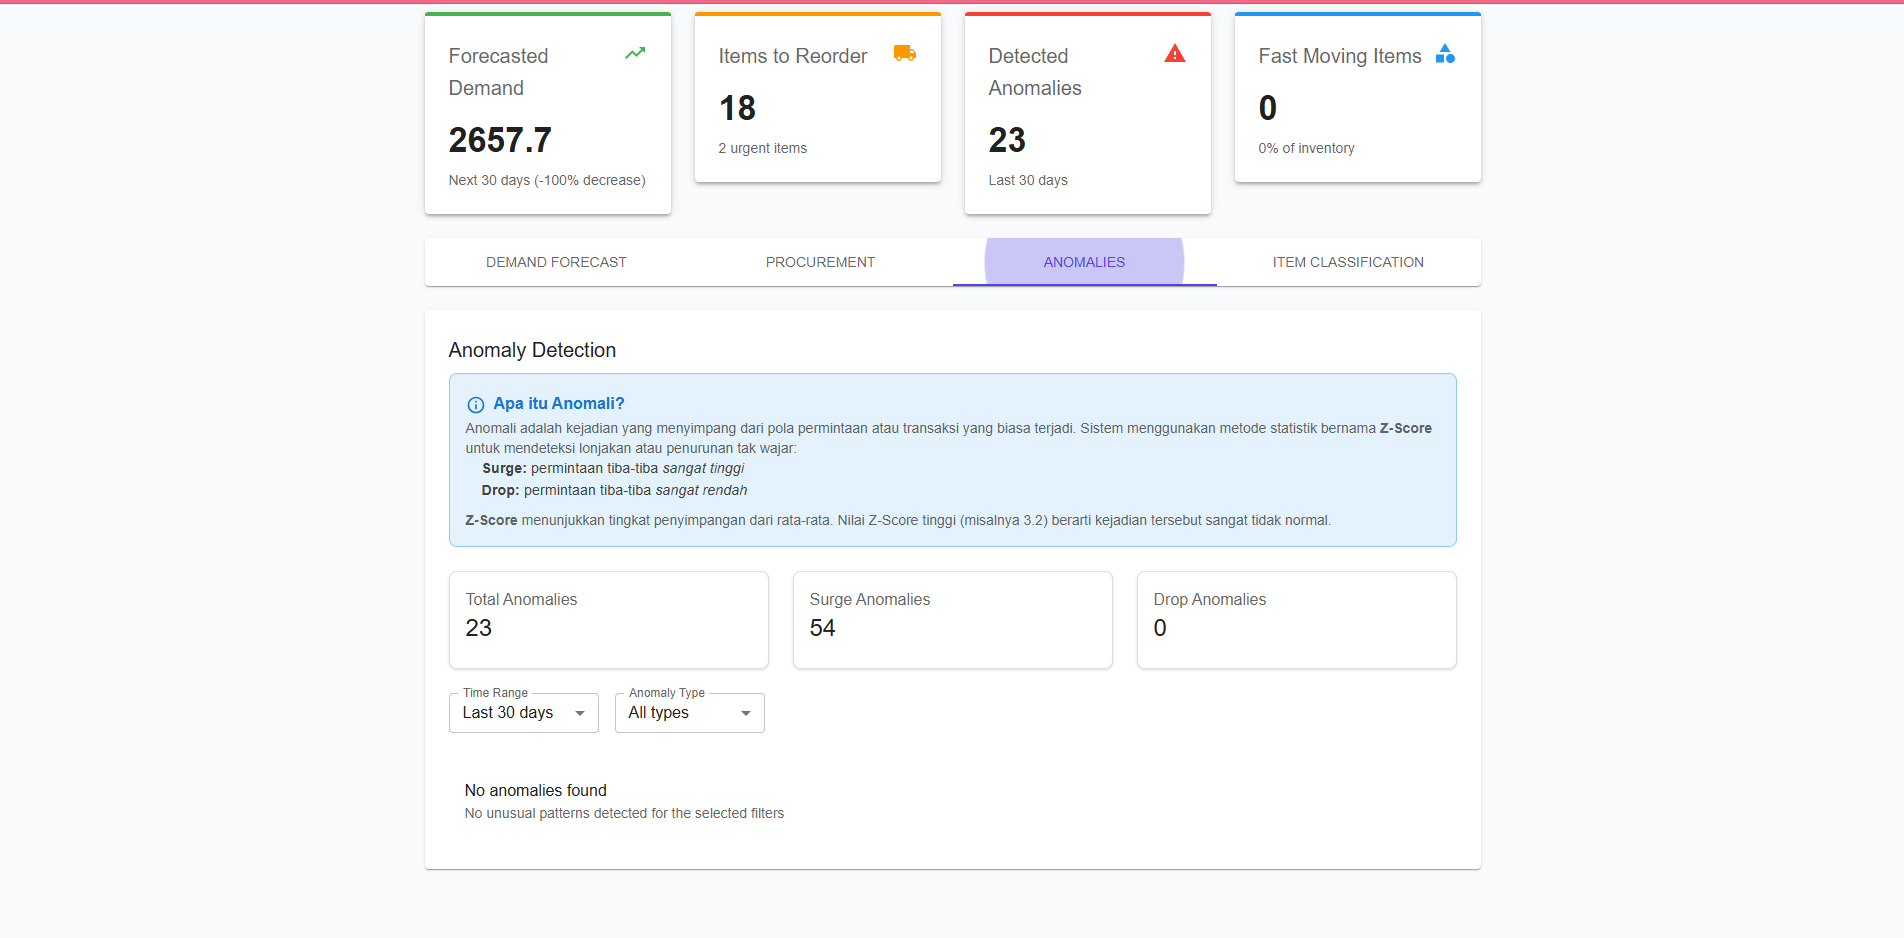 Forecasted
Demand
2657.7
Next 30 days (-100% decrease)
Items to Reorder
18
2 urgent items
Detected
Anomalies
23
Last 30 days
Fast Moving Items
0
0% of inventory
DEMAND FORECAST
PROCUREMENT
ANOMALIES
ITEM CLASSIFICATION
Anomaly Detection
Apa itu Anomali?
Anomali adalah kejadian yang menyimpang dari pola permintaan atau transaksi yang biasa terjadi. Sistem menggunakan metode statistik bernama Z-Score
untuk mendeteksi lonjakan atau penurunan tak wajar:
Surge: permintaan tiba-tiba sangat tinggi
Drop: permintaan tiba-tiba sangat rendah
Z-Score menunjukkan tingkat penyimpangan dari rata-rata. Nilai Z-Score tinggi (misalnya 3.2) berarti kejadian tersebut sangat tidak normal.
Total Anomalies
23
Surge Anomalies
54
Drop Anomalies
0
Time Range
Last 30 days
Anomaly Type
All types
No anomalies found
No unusual patterns detected for the selected filters